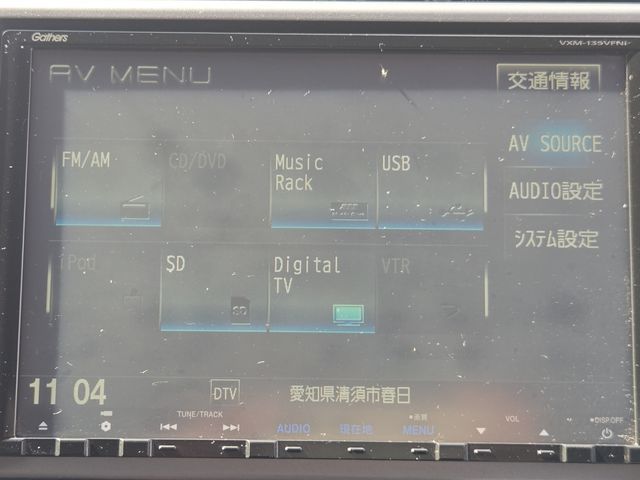 Gathers
VXM-135VFNi
AV MENU
交通情報
FM/AM
CD/DVD
Music Rack
USB
AV SOURCE
AUDIO設定
システム設定
iPod
SD
Digital TV
VTR
SD
11 04
DTV
愛知県清須市春日
TUNE/TRACK
AUDIO
現在地
画質
MENU
VOL
DISP.OFF